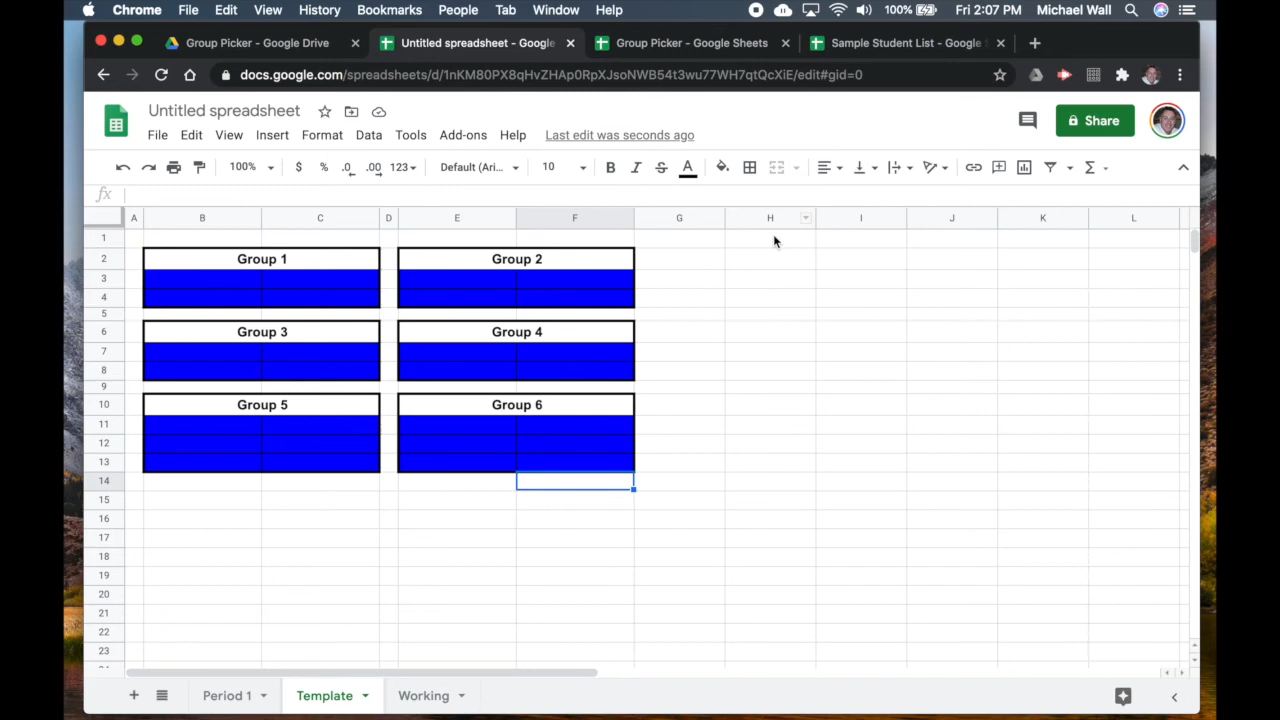 Chrome File Edit View History Bookmarks People Tab Window Help 100% Fri 2:07 PM Michael Wall
Group Picker - Google Drive Untitled spreadsheet - Google Group Picker - Google Sheets Sample Student List - Google
docs.google.com/spreadsheets/d/1nKM80PX8qHvZHAp0RpXJsoNWB54t3wu77WH7qtQcXiE/edit#gid=0
Untitled spreadsheet
File Edit View Insert Format Data Tools Add-ons Help Last edit was seconds ago Share
100% $ % .0 .00 123 Default (Ari... 10 B I S A Σ
fx
A B C D E F G H I J K L
1
2 Group 1 Group 2
3
4
5
6 Group 3 Group 4
7
8
9
10 Group 5 Group 6
11
12
13
14
15
16
17
18
19
20
21
22
23
Period 1 Template Working